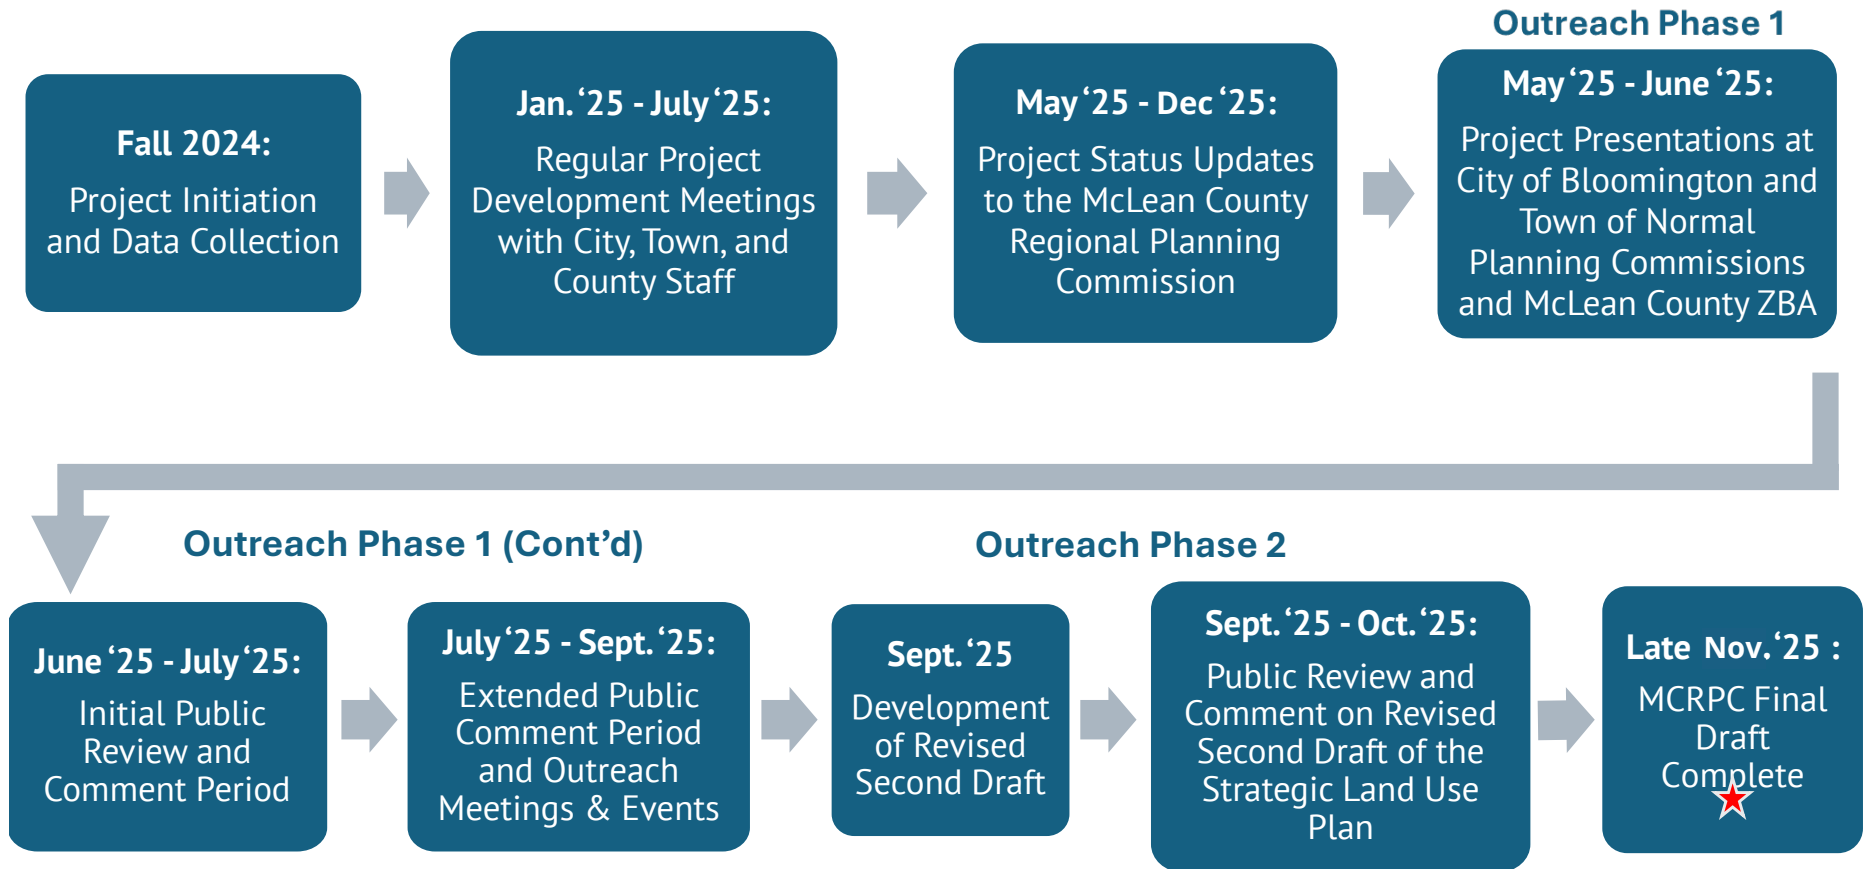 Fall 2024:
Project Initiation
and Data Collection
Jan. ‘25 - July ‘25:
Regular Project
Development Meetings
with City, Town, and
County Staff
May ‘25 - Dec ‘25:
Project Status Updates
to the McLean County
Regional Planning
Commission
Outreach Phase 1
May ‘25 - June ‘25:
Project Presentations at
City of Bloomington and
Town of Normal
Planning Commissions
and McLean County ZBA
Outreach Phase 1 (Cont’d)
June ‘25 - July ‘25:
Initial Public
Review and
Comment Period
July ‘25 - Sept. ‘25:
Extended Public
Comment Period
and Outreach
Meetings & Events
Outreach Phase 2
Sept. ‘25
Development
of Revised
Second Draft
Sept. ‘25 - Oct. ‘25:
Public Review and
Comment on Revised
Second Draft of the
Strategic Land Use
Plan
Late Nov. ‘25 :
MCRPC Final
Draft
Complete